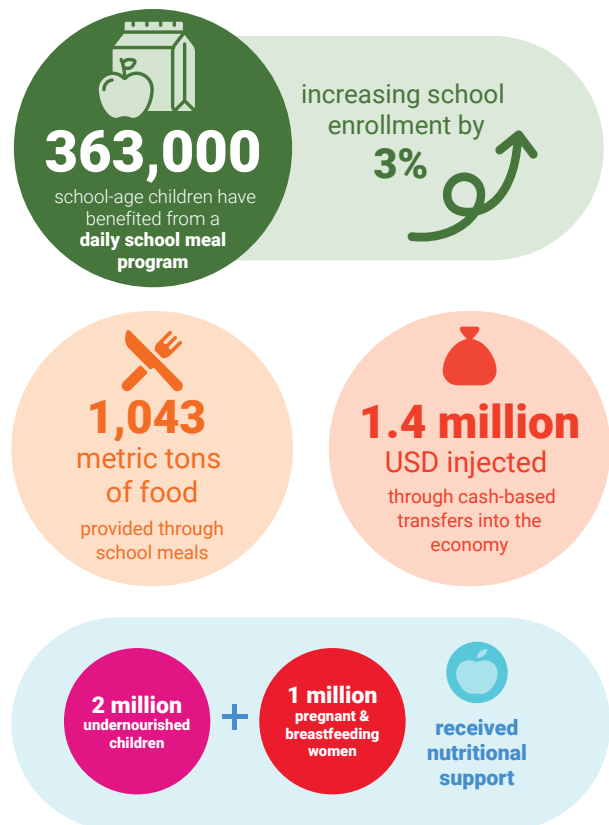 363,000
school-age children have
benefited from a
daily school meal
program
increasing school
enrollment by
3%
1,043
metric tons
of food
provided through
school meals
1.4 million
USD injected
through cash-based
transfers into the
economy
2 million
undernourished
children
+
1 million
pregnant &
breastfeeding
women
received
nutritional
support